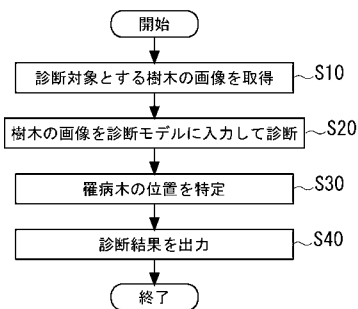 開始
診断対象とする樹木の画像を取得
S10
樹木の画像を診断モデルに入力して診断
S20
罹病木の位置を特定
S30
診断結果を出力
S40
終了